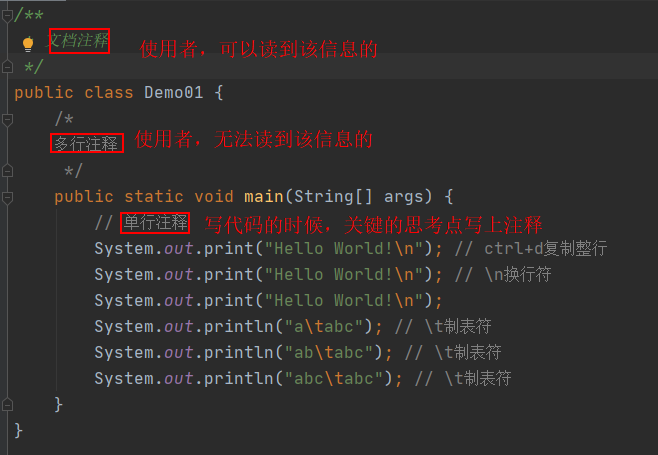 /**
文档注释 使用者，可以读到该信息的
*/
public class Demo01 {
/*
多行注释 使用者，无法读到该信息的
*/
public static void main(String[] args) {
// 单行注释 写代码的时候，关键的思考点写上注释
System.out.print("Hello World!\n"); // ctrl+d复制整行
System.out.print("Hello World!\n"); // \n换行符
System.out.print("Hello World!\n");
System.out.println("a\tabc"); // \t制表符
System.out.println("ab\tabc"); // \t制表符
System.out.println("abc\tabc"); // \t制表符
}
}